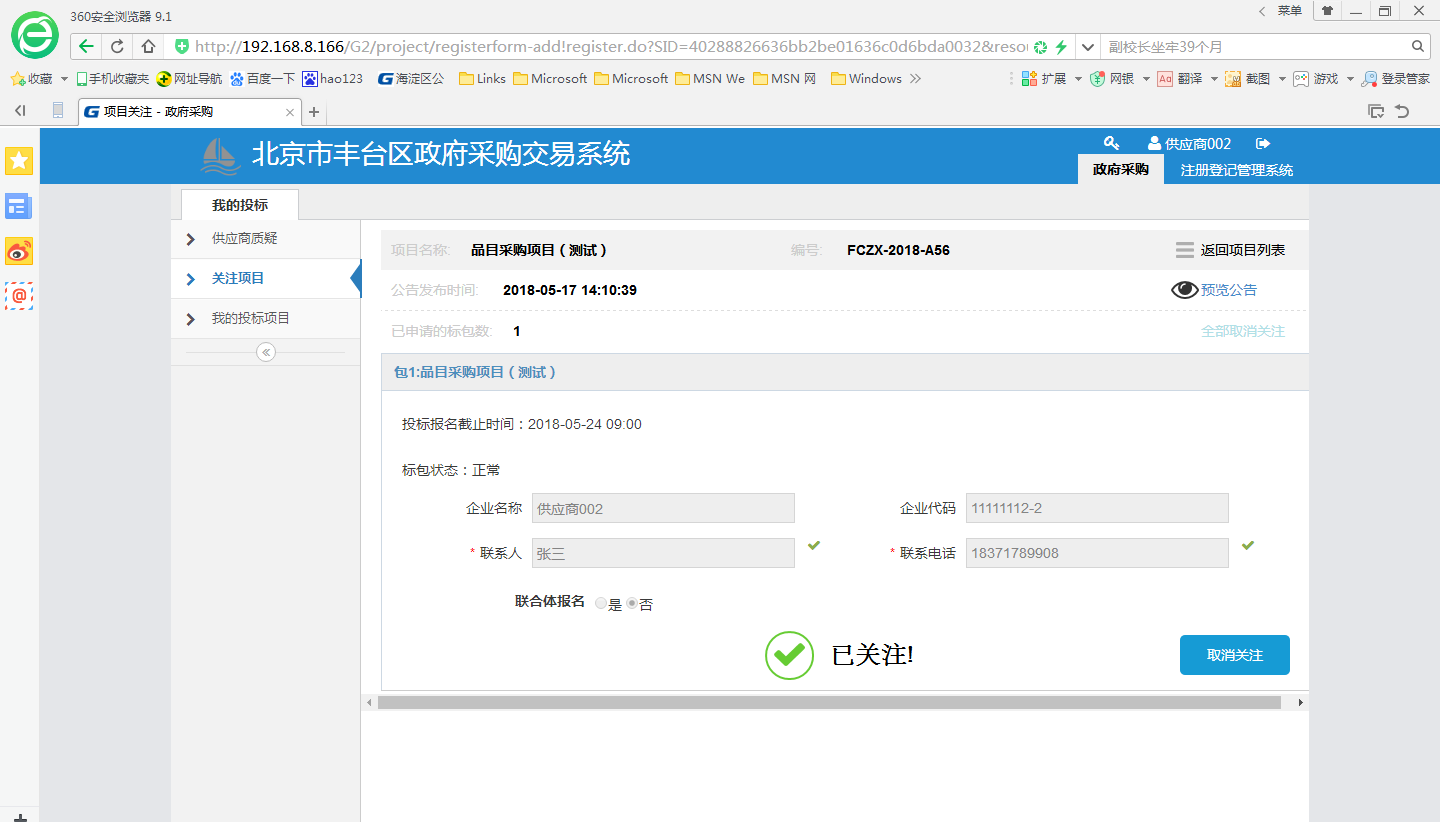 360安全浏览器 9.1
菜单
http://192.168.8.166/G2/project/registerform-add!register.do?SID=40288826636bb2be01636c0d6bda0032&reso
副校长坐牢39个月
收藏 手机收藏夹 网址导航 百度一下 hao123 海淀区公 Links Microsoft Microsoft MSN We MSN 网 Windows
扩展 网银 翻译 截图 游戏 登录管家
项目关注 - 政府采购
北京市丰台区政府采购交易系统
供应商002
政府采购 注册登记管理系统
我的投标
供应商质疑
关注项目
我的投标项目
项目名称: 品目采购项目（测试） 编号: FCZX-2018-A56 返回项目列表
公告发布时间: 2018-05-17 14:10:39 预览公告
已申请的标包数: 1 全部取消关注
包1:品目采购项目（测试）
投标报名截止时间：2018-05-24 09:00
标包状态：正常
企业名称 供应商002 企业代码 11111112-2
* 联系人 张三 * 联系电话 18371789908
联合体报名 是 否
已关注! 取消关注